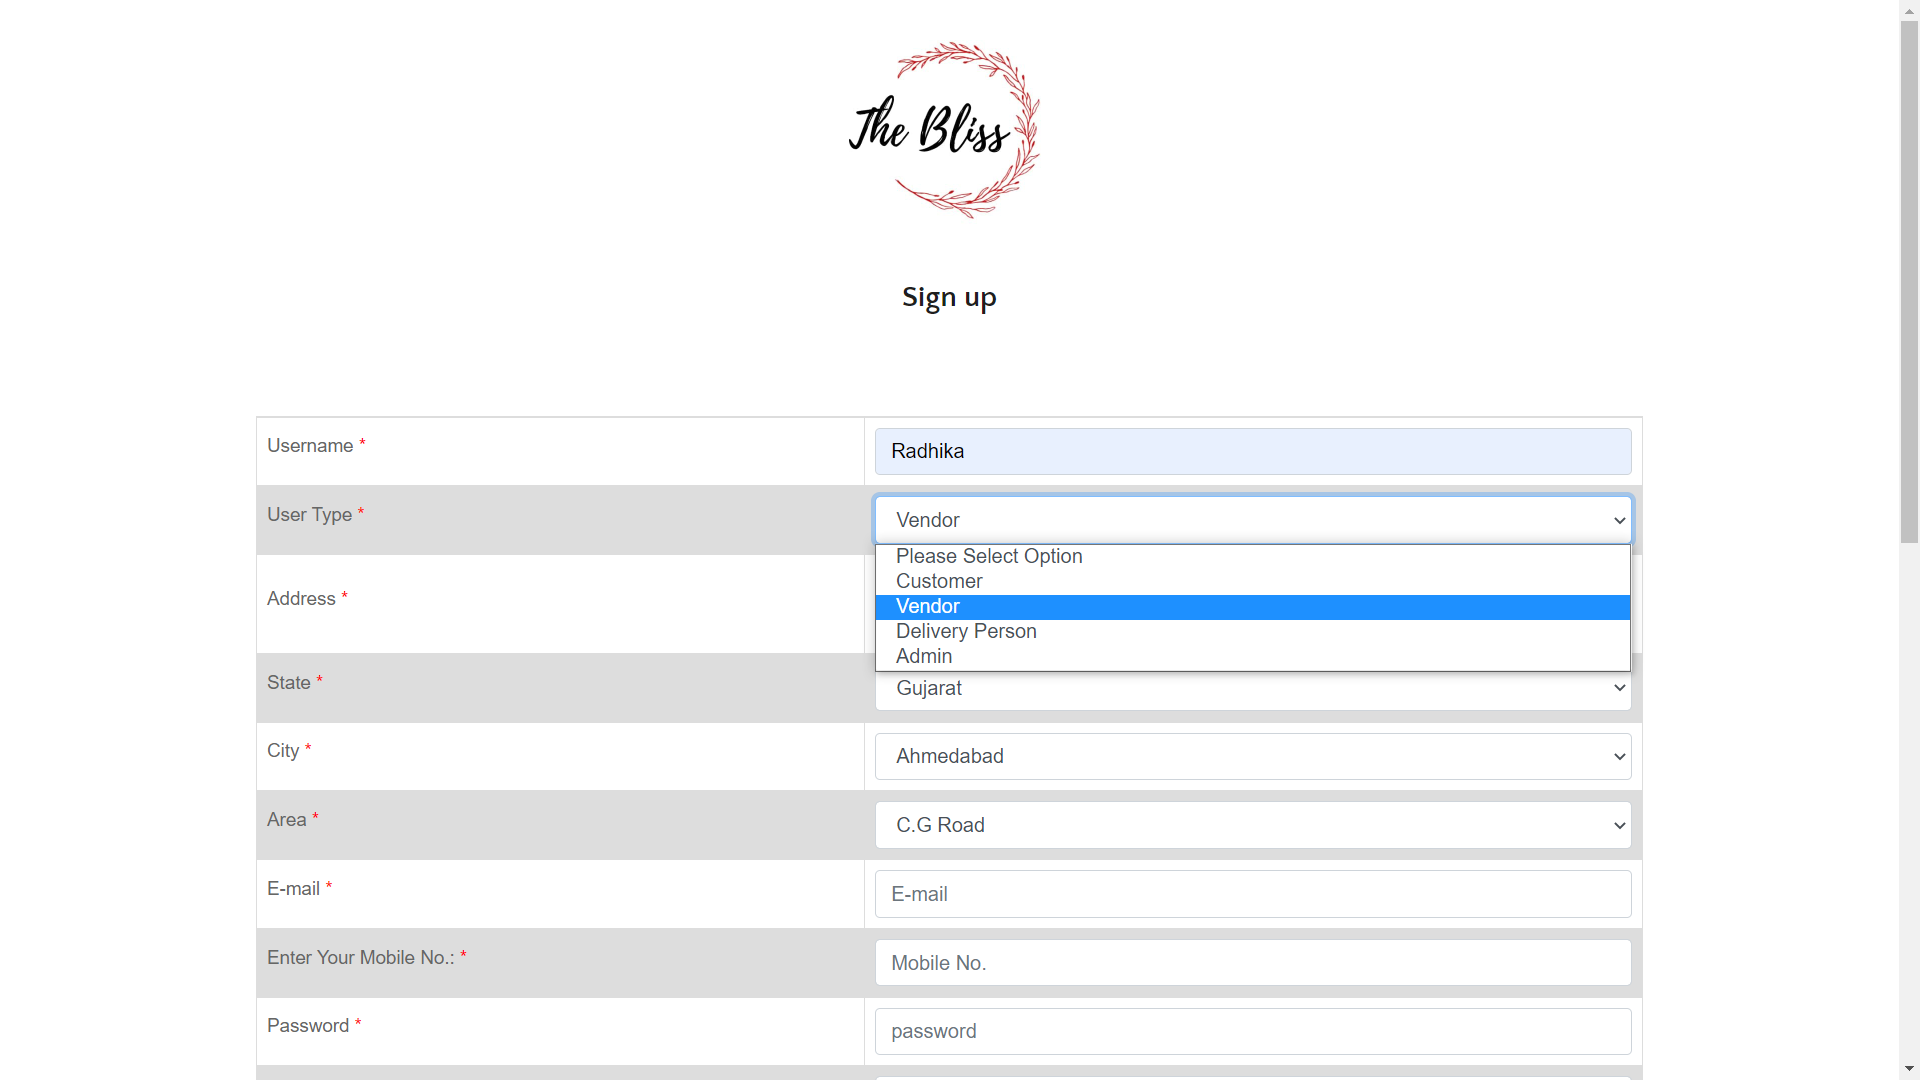 The Bliss
Sign up
Username *
Radhika
User Type *
Vendor
Please Select Option
Customer
Vendor
Delivery Person
Admin
Address *
State *
Gujarat
City *
Ahmedabad
Area *
C.G Road
E-mail *
E-mail
Enter Your Mobile No.: *
Mobile No.
Password *
password